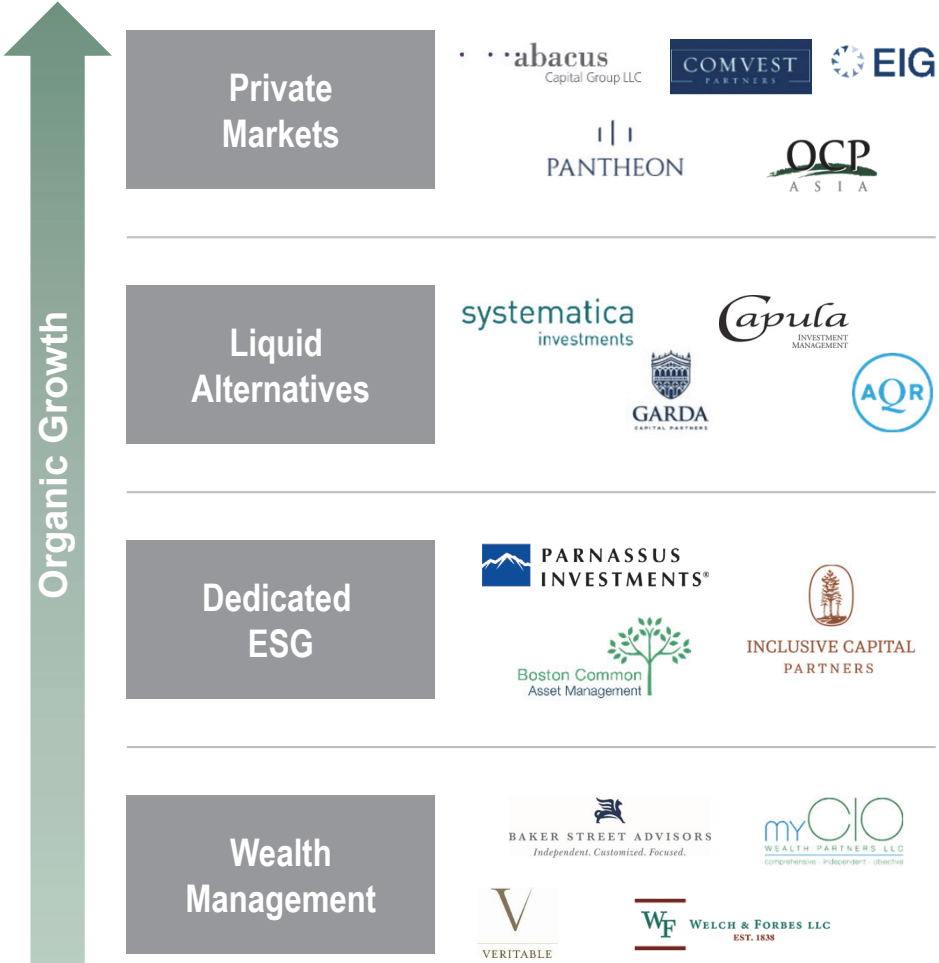 Organic Growth
Private
Markets
abacus
Capital Group LLC
COMVEST
PARTNERS
EIG
PANTHEON
OCP
ASIA
Liquid
Alternatives
systematica
investments
Capula
INVESTMENT
MANAGEMENT
GARDA
CAPITAL PARTNERS
AQR
Dedicated
ESG
PARNASSUS
INVESTMENTS®
Boston Common
Asset Management
INCLUSIVE CAPITAL
PARTNERS
Wealth
Management
BAKER STREET ADVISORS
Independent. Customized. Focused.
myCIO
WEALTH PARTNERS LLC
comprehensive - independent - objective
V
VERITABLE
WF
WELCH & FORBES LLC
EST. 1838